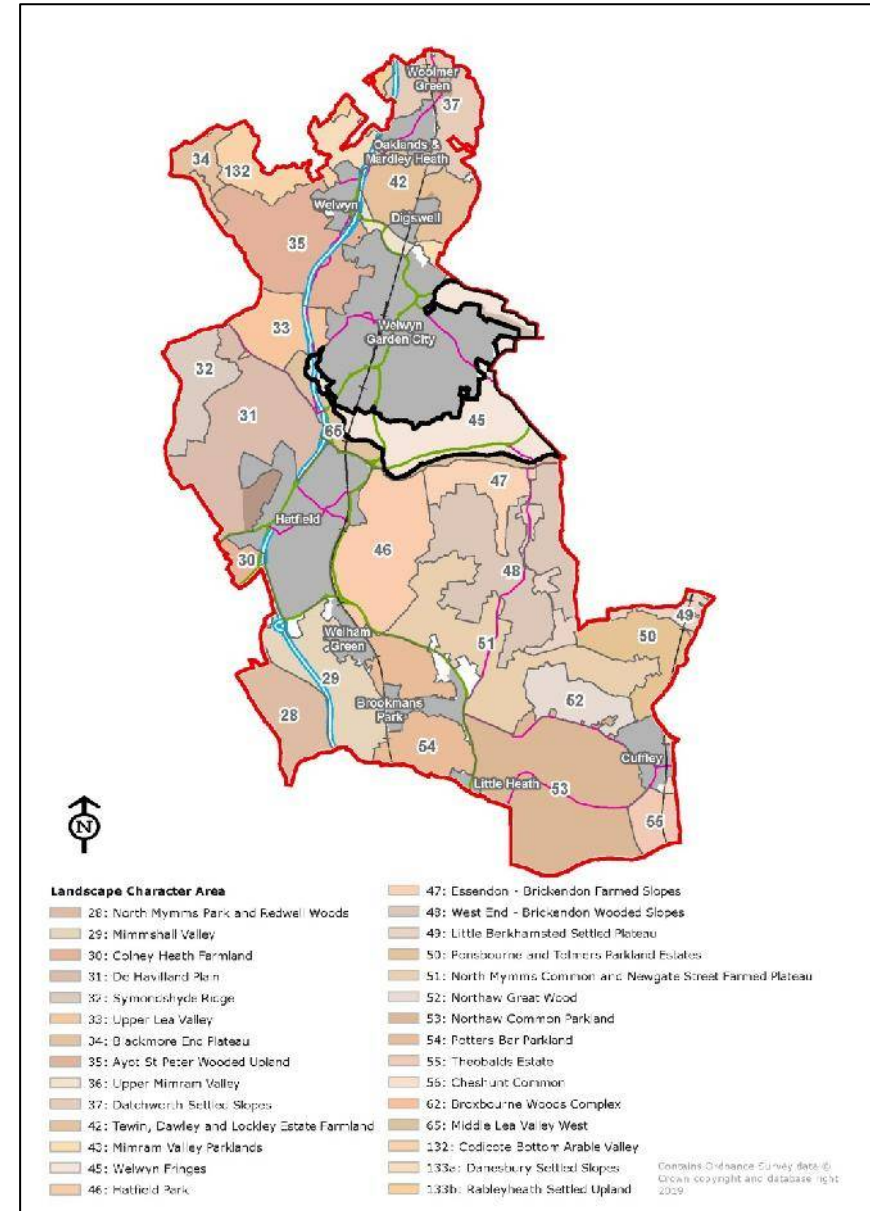 Woolmer
Green
37
Oaklands &
Mardley Heath
34
132
42
Welwyn
Digswell
35
33
Welwyn
Garden City
32
31
45
65
47
Hatfield
46
30
48
49
50
Welham
Green
51
29
52
28
Brookmans
Park
54
Cuffley
Little Heath
53
55
N
Landscape Character Area
28: North Mymms Park and Redwell Woods
29: Mimmshall Valley
30: Colney Heath Farmland
31: De Havilland Plain
32: Symondshyde Ridge
33: Upper Lea Valley
34: Blackmore End Plateau
35: Ayot St Peter Wooded Upland
36: Upper Mimram Valley
37: Datchworth Settled Slopes
42: Tewin, Dawley and Lockley Estate Farmland
43: Mimram Valley Parklands
45: Welwyn Fringes
46: Hatfield Park
47: Essendon - Brickendon Farmed Slopes
48: West End - Brickendon Wooded Slopes
49: Little Berkhamsted Settled Plateau
50: Ponsbourne and Tolmers Parkland Estates
51: North Mymms Common and Newgate Street Farmed Plateau
52: Northaw Great Wood
53: Northaw Common Parkland
54: Potters Bar Parkland
55: Theobalds Estate
56: Cheshunt Common
62: Broxbourne Woods Complex
65: Middle Lea Valley West
132: Codicote Bottom Arable Valley
133a: Danesbury Settled Slopes
133b: Rableyheath Settled Upland
Contains Ordnance Survey data ©
Crown copyright and database right
2019